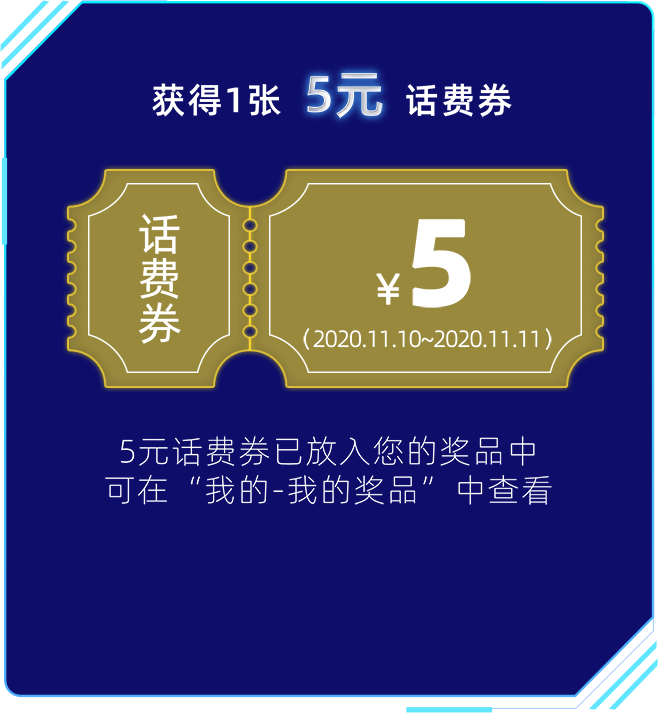 获得1张 5元 话费券
话费券
¥5
（2020.11.10~2020.11.11）
5元话费券已放入您的奖品中
可在“我的-我的奖品”中查看